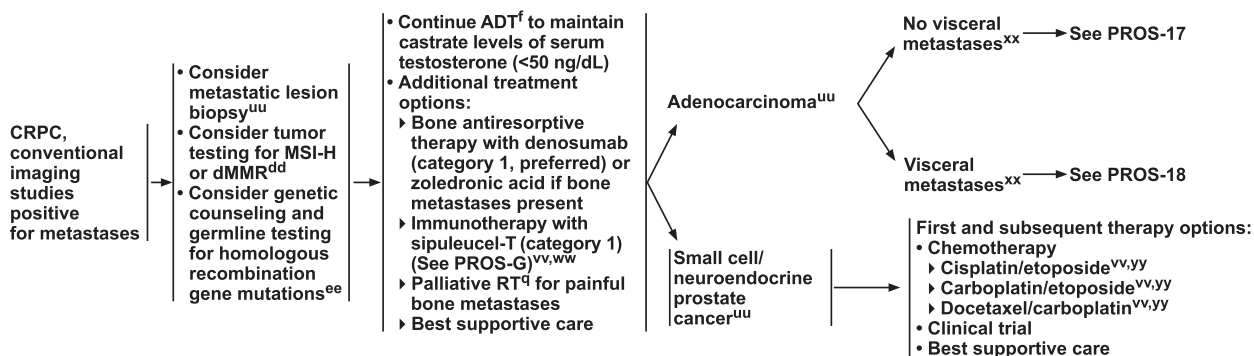 CRPC,
conventional
imaging
studies
positive
for metastases
• Consider
metastatic lesion
biopsyuu
• Consider tumor
testing for MSI-H
or dMMRdd
• Consider genetic
counseling and
germline testing
for homologous
recombination
gene mutationsee
• Continue ADTf to maintain
castrate levels of serum
testosterone (<50 ng/dL)
• Additional treatment
options:
▸ Bone antiresorptive
therapy with denosumab
(category 1, preferred) or
zoledronic acid if bone
metastases present
▸ Immunotherapy with
sipuleucel-T (category 1)
(See PROS-G)vv,ww
▸ Palliative RTq for painful
bone metastases
▸ Best supportive care
Adenocarcinomauu
No visceral
metastasesxx
See PROS-17
Visceral
metastasesxx
See PROS-18
Small cell/
neuroendocrine
prostate
canceruu
First and subsequent therapy options:
• Chemotherapy
▸ Cisplatin/etoposidevv,yy
▸ Carboplatin/etoposidevv,yy
▸ Docetaxel/carboplatinvv,yy
• Clinical trial
• Best supportive care